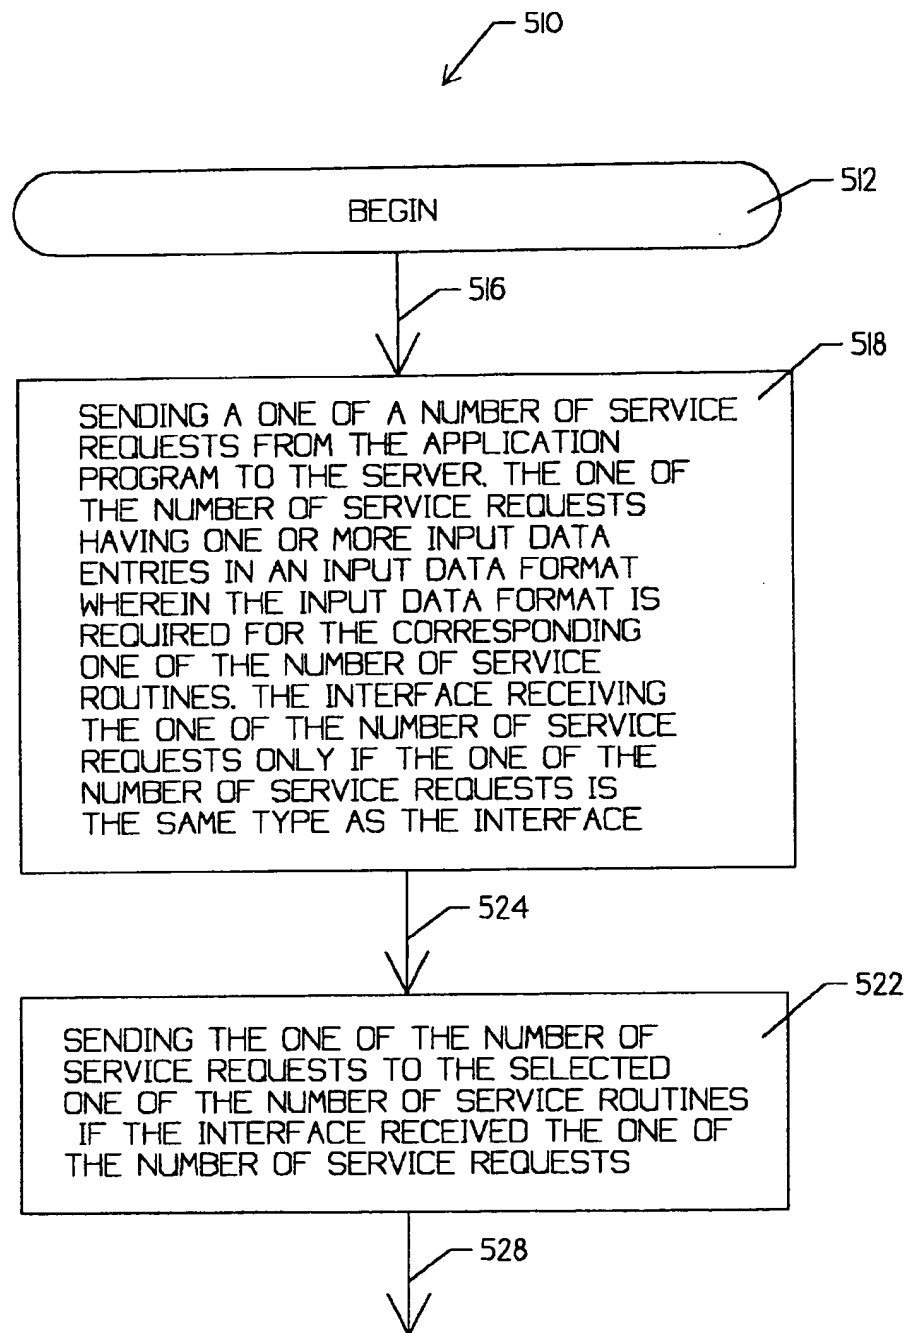 510
BEGIN
512
516
518
SENDING A ONE OF A NUMBER OF SERVICE
REQUESTS FROM THE APPLICATION
PROGRAM TO THE SERVER. THE ONE OF
THE NUMBER OF SERVICE REQUESTS
HAVING ONE OR MORE INPUT DATA
ENTRIES IN AN INPUT DATA FORMAT
WHEREIN THE INPUT DATA FORMAT IS
REQUIRED FOR THE CORRESPONDING
ONE OF THE NUMBER OF SERVICE
ROUTINES. THE INTERFACE RECEIVING
THE ONE OF THE NUMBER OF SERVICE
REQUESTS ONLY IF THE ONE OF THE
NUMBER OF SERVICE REQUESTS IS
THE SAME TYPE AS THE INTERFACE
524
522
SENDING THE ONE OF THE NUMBER OF
SERVICE REQUESTS TO THE SELECTED
ONE OF THE NUMBER OF SERVICE ROUTINES
IF THE INTERFACE RECEIVED THE ONE OF
THE NUMBER OF SERVICE REQUESTS
528